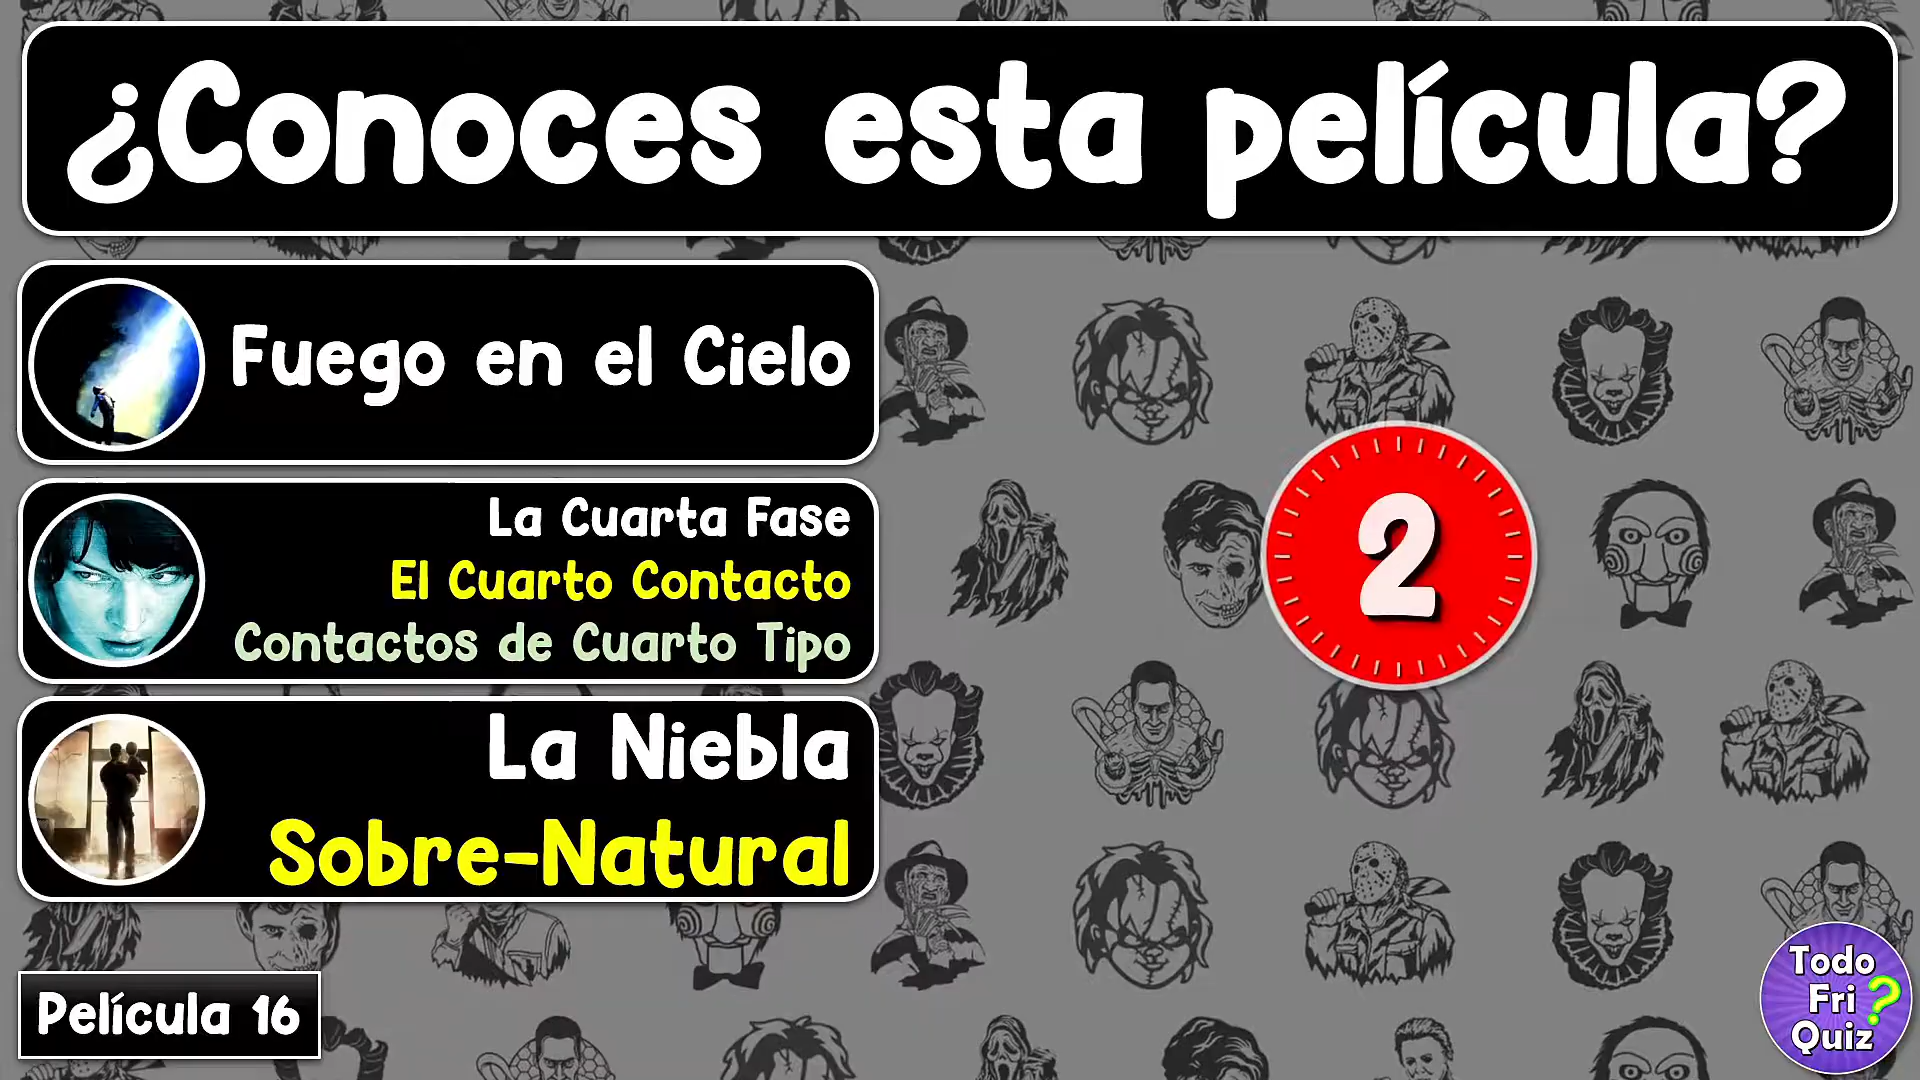 ¿Conoces esta película?
Fuego en el Cielo
La Cuarta Fase
El Cuarto Contacto
Contactos de Cuarto Tipo
2
La Niebla
Sobre-Natural
Película 16
Todo
Fri
Quiz
?